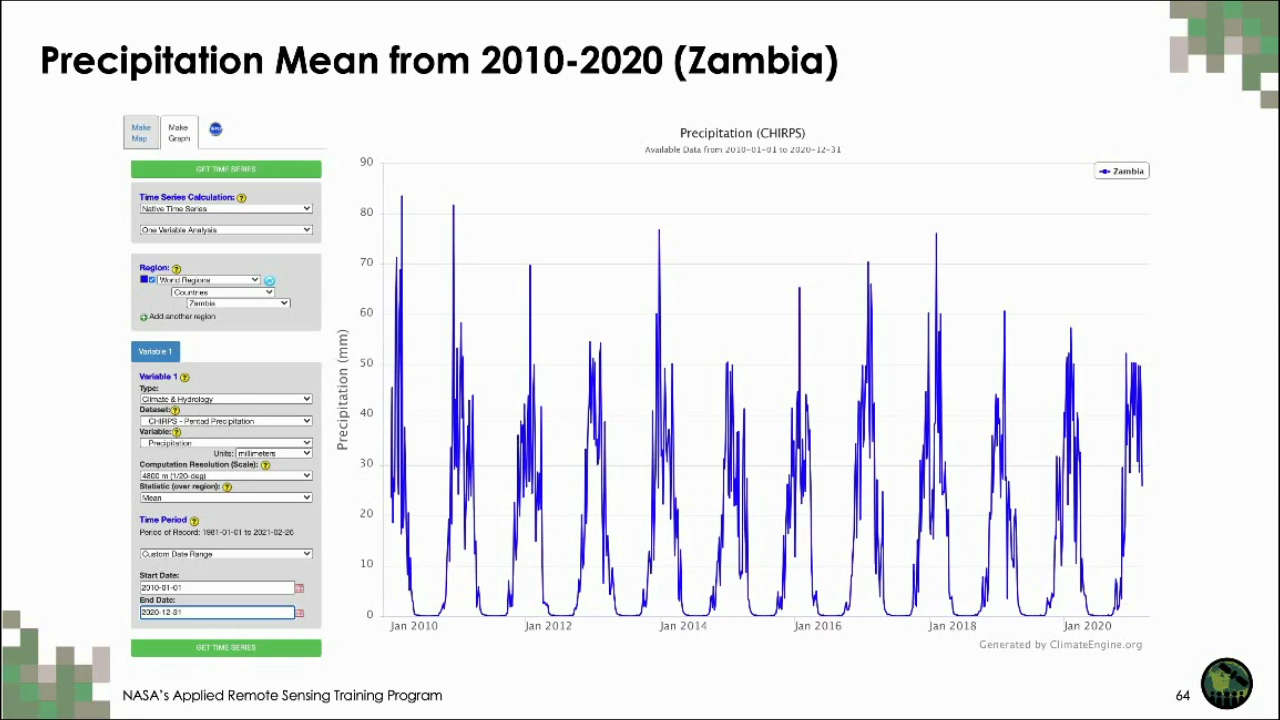 Precipitation Mean from 2010-2020 (Zambia)
Make Map
Make Graph
GET TIME SERIES
Time Series Calculation:
Native Time Series
One Variable Analysis
Region:
World Regions
Countries
Zambia
Add another region
Variable 1
Variable 1
Type:
Climate & Hydrology
Dataset:
CHIRPS - Pentad Precipitation
Variable:
Precipitation
Units: millimeters
Computation Resolution (Scale):
4800 m (1/20-deg)
Statistic (over region):
Mean
Time Period
Period of Record: 1981-01-01 to 2021-02-26
Custom Date Range
Start Date:
2010-01-01
End Date:
2020-12-31
GET TIME SERIES
Precipitation (CHIRPS)
Available Data from 2010-01-01 to 2020-12-31
Zambia
Precipitation (mm)
90
80
70
60
50
40
30
20
10
0
Jan 2010 Jan 2012 Jan 2014 Jan 2016 Jan 2018 Jan 2020
Generated by ClimateEngine.org
NASA's Applied Remote Sensing Training Program
64